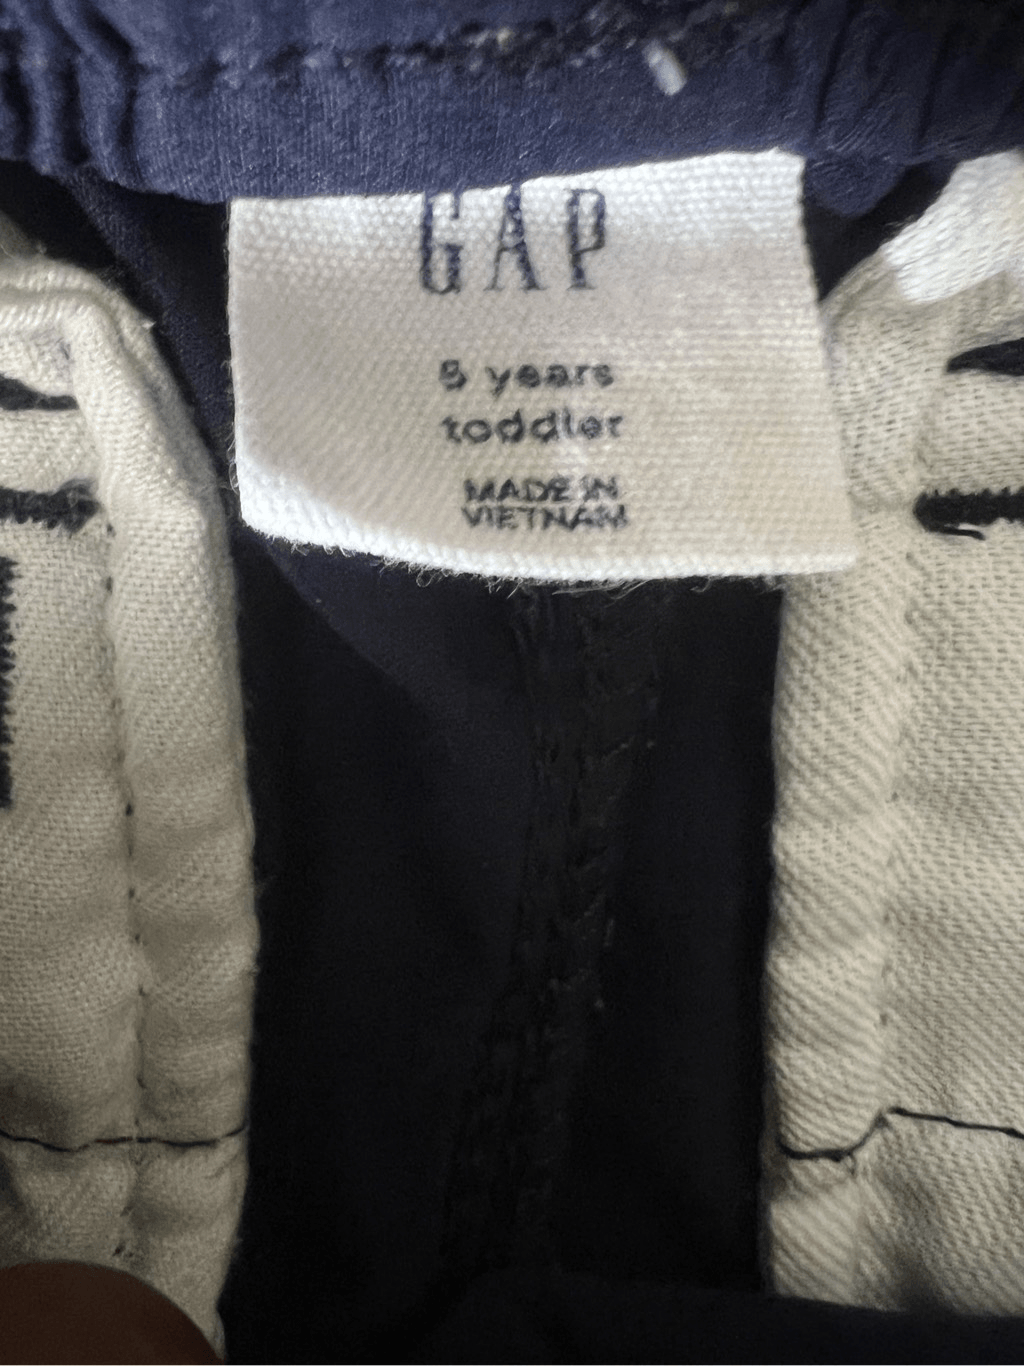 GAP
5 years
toddler
MADE IN
VIETNAM